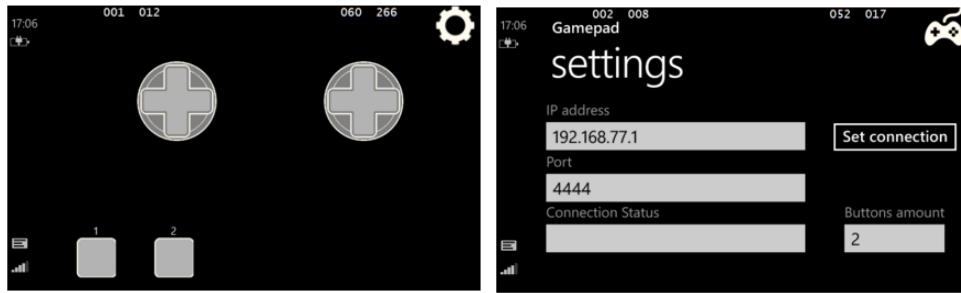 001 012 060 266
17:06
1 2
002 008 052 017
17:06 Gamepad
settings
IP address
192.168.77.1 Set connection
Port
4444
Connection Status Buttons amount
2